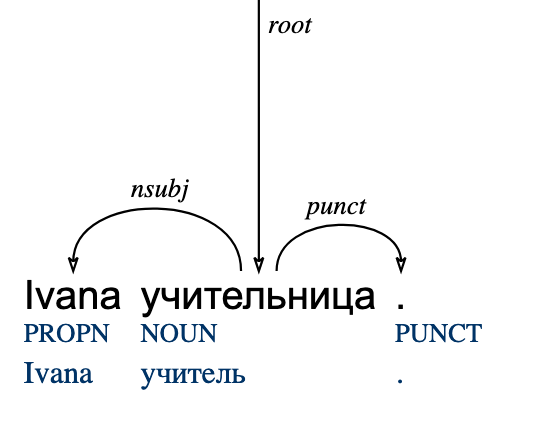 root
nsubj
punct
Ivana учительница .
PROPN NOUN PUNCT
Ivana учитель .